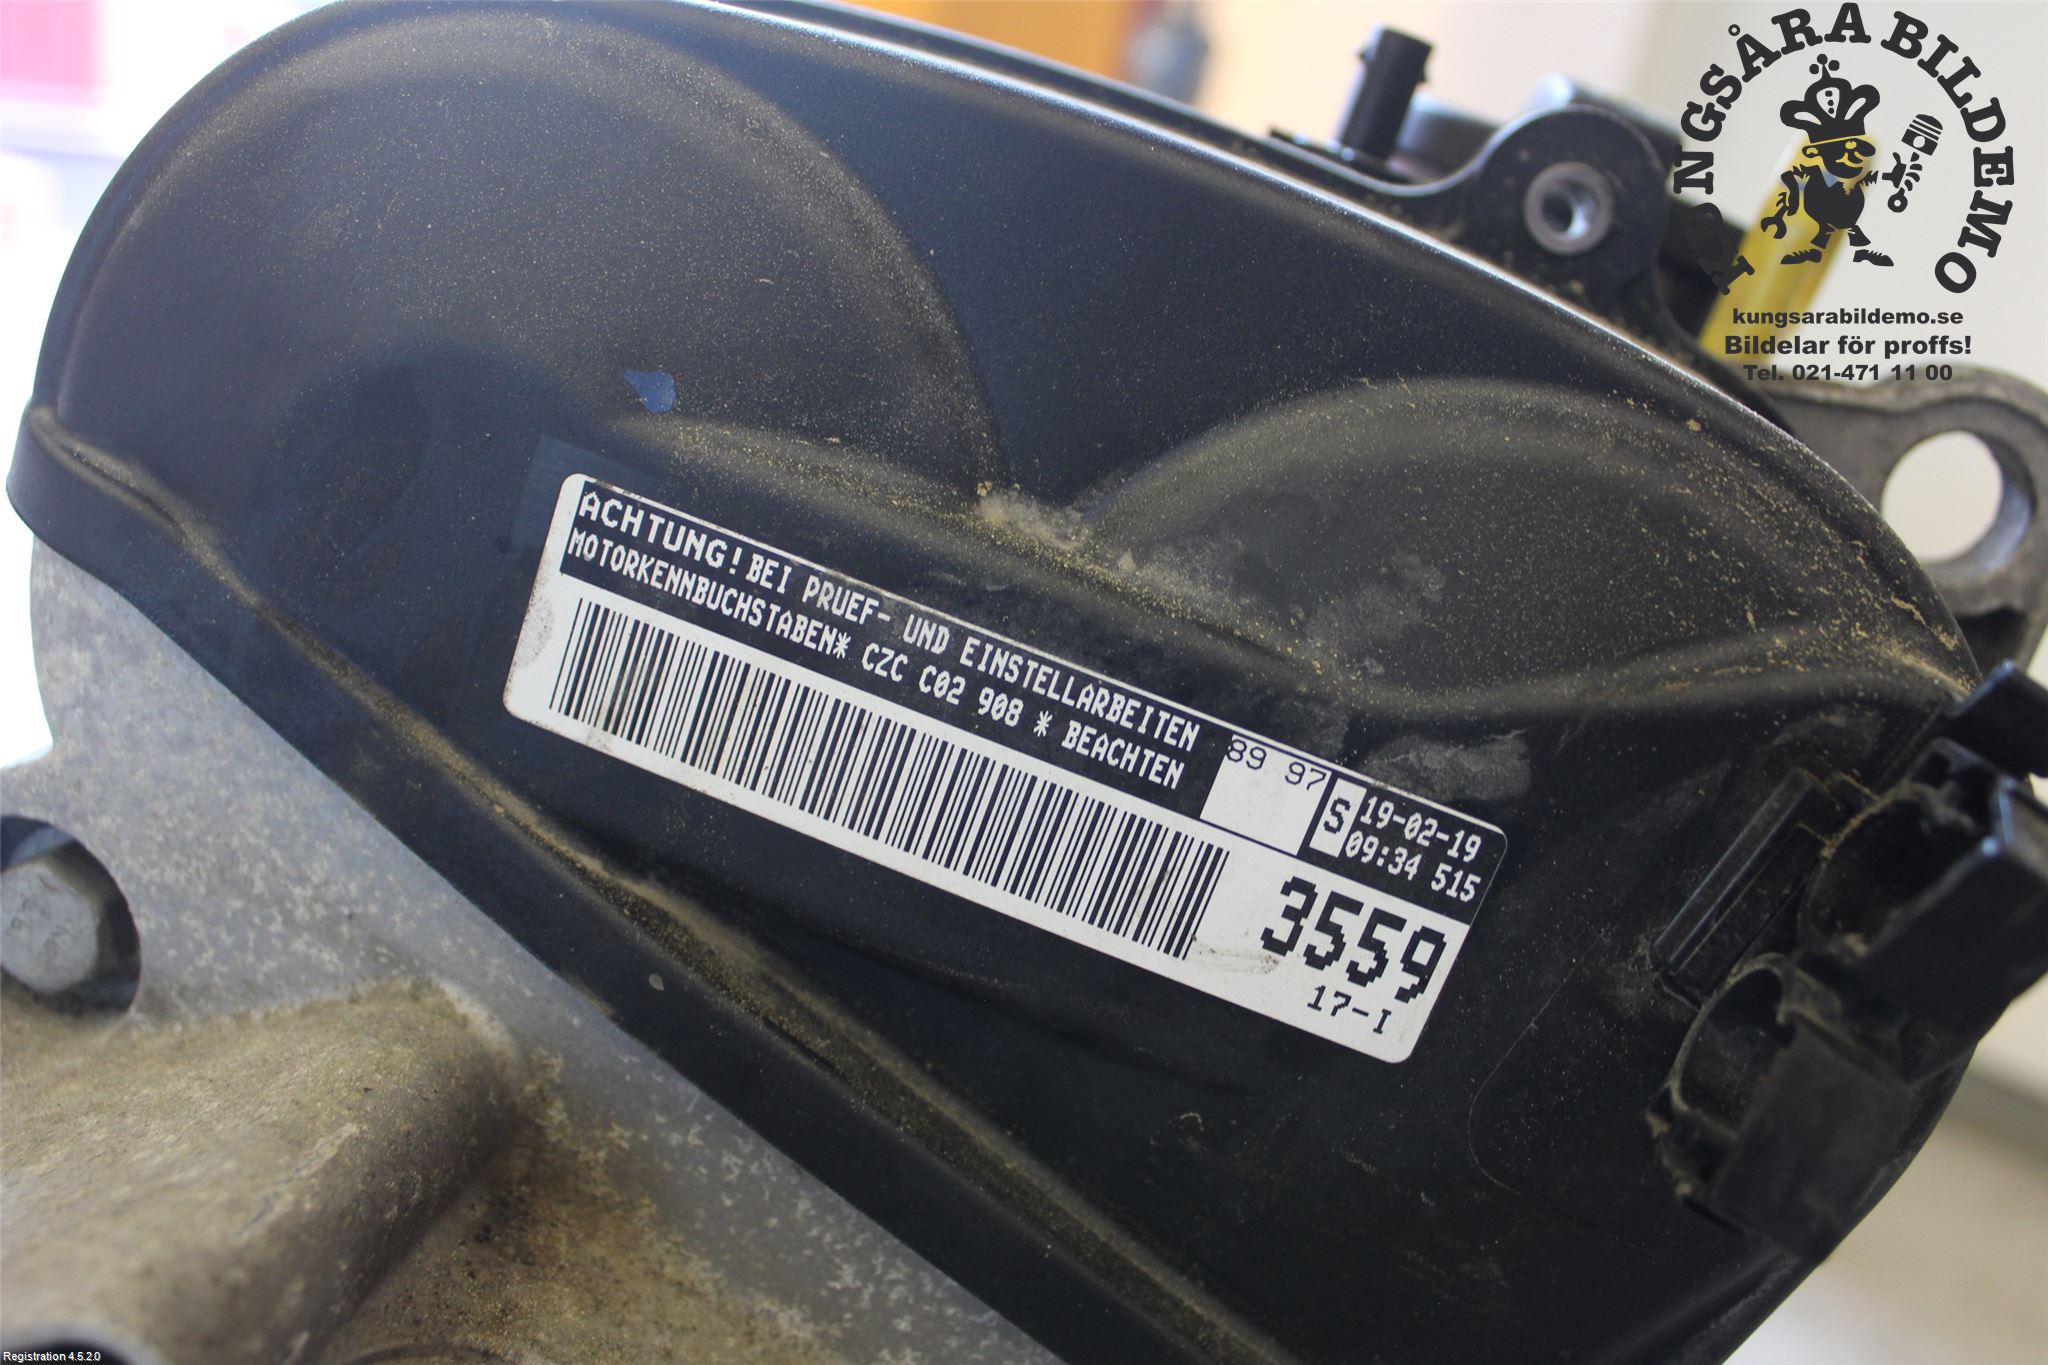 KUNGSÅRA BILDEMO
kungsarabildemo.se
Bildelar för proffs!
Tel. 021-471 11 00
ACHTUNG! BEI PRUEF- UND EINSTELLARBEITEN
MOTORKENNBUCHSTABEN* CZC C02 908 * BEACHTEN
89 97
S
19-02-19
09:34 515
3559
17-I
Registration 4.5.2.0